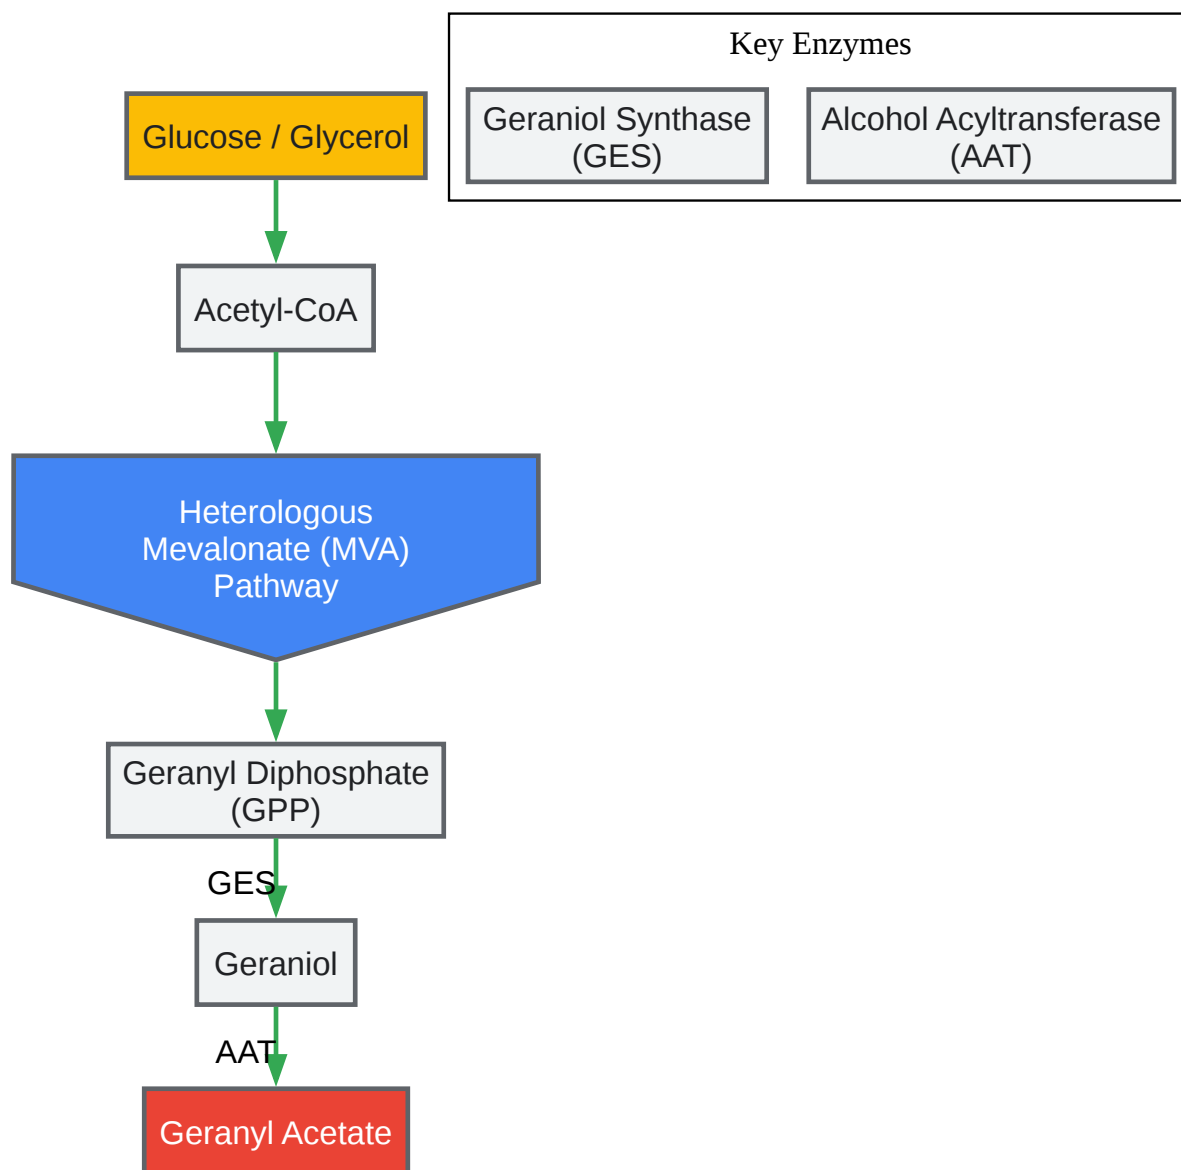 Key Enzymes
Geraniol Synthase
(GES)
Alcohol Acyltransferase
(AAT)
Glucose / Glycerol
Acetyl-CoA
Heterologous
Mevalonate (MVA)
Pathway
Geranyl Diphosphate
(GPP)
GES
Geraniol
AAT
Geranyl Acetate